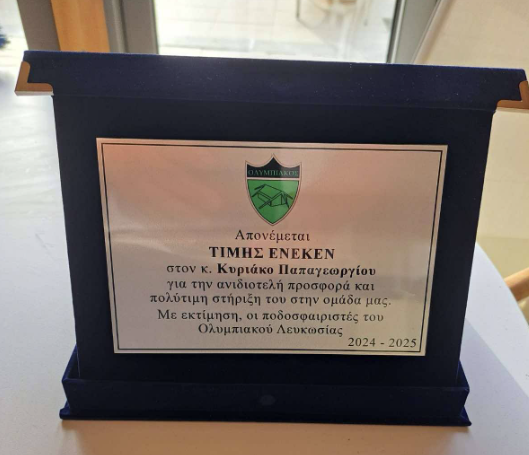 ΟΛΥΜΠΙΑΚΟΣ
Απονέμεται
ΤΙΜΗΣ ΕΝΕΚΕΝ
στον κ. Κυριάκο Παπαγεωργίου
για την ανιδιοτελή προσφορά και
πολύτιμη στήριξη του στην ομάδα μας.
Με εκτίμηση, οι ποδοσφαιριστές του
Ολυμπιακού Λευκωσίας
2024 - 2025